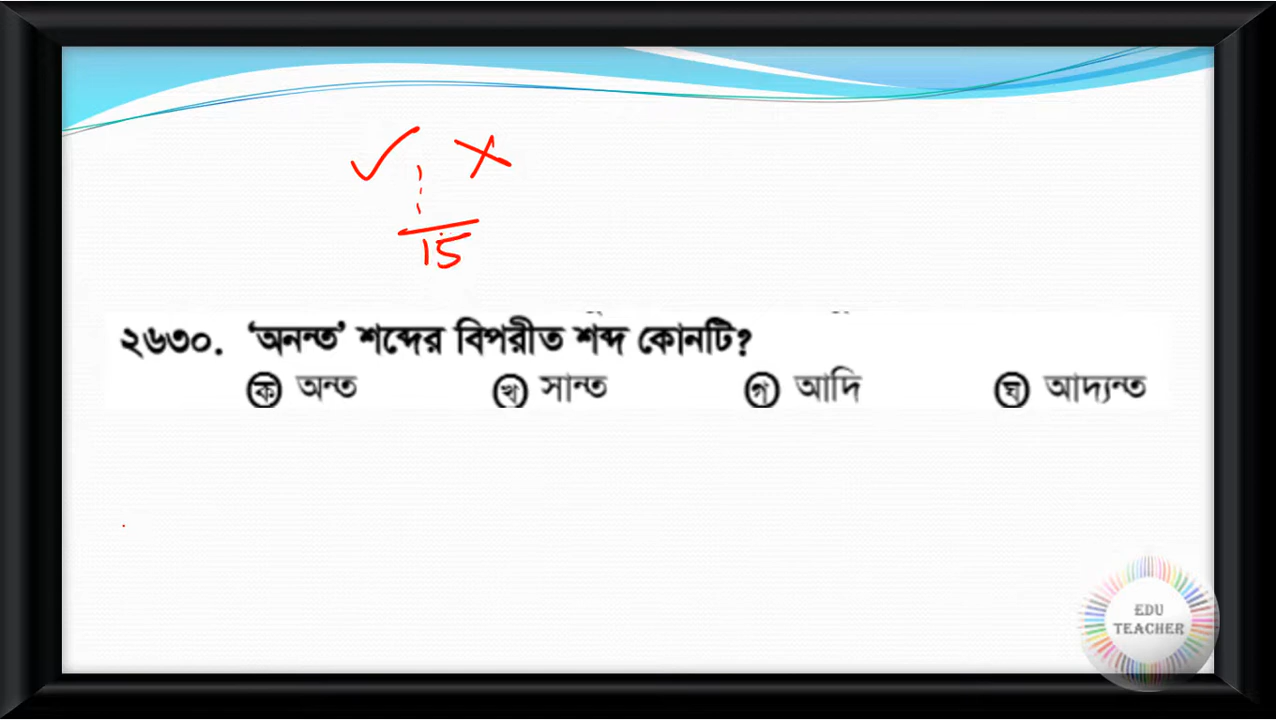 15
২৬৩০. ‘অনন্ত’ শব্দের বিপরীত শব্দ কোনটি?
ক অন্ত খ সান্ত গ আদি ঘ আদ্যন্ত
EDU
TEACHER